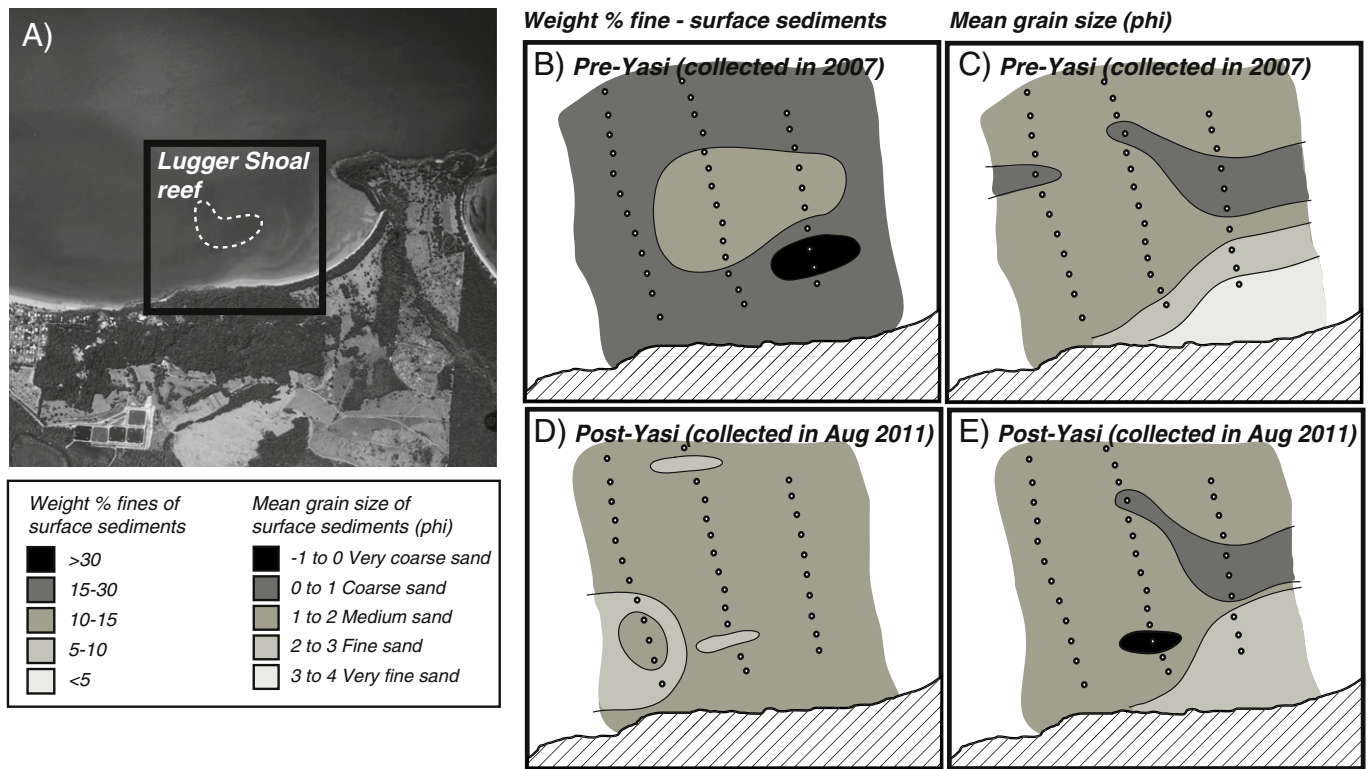 A)
Lugger Shoal
reef
Weight % fine - surface sediments
Mean grain size (phi)
B) Pre-Yasi (collected in 2007)
C) Pre-Yasi (collected in 2007)
D) Post-Yasi (collected in Aug 2011)
E) Post-Yasi (collected in Aug 2011)
Weight % fines of
surface sediments
>30
15-30
10-15
5-10
<5
Mean grain size of
surface sediments (phi)
-1 to 0 Very coarse sand
0 to 1 Coarse sand
1 to 2 Medium sand
2 to 3 Fine sand
3 to 4 Very fine sand